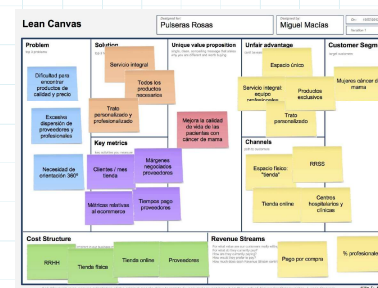 Lean Canvas
Designed for:
Pulseras Rosas
Designed by:
Miguel Macías
Problem
Solution
Unique value proposition
Unfair advantage
Customer Segm
Dificultad para
encontrar
productos de
calidad y precio
Excesiva
dispersión de
proveedores y
profesionales
Necesidad de
orientación 360º
Servicio integral
Todos los
productos
necesarios
Trato
personalizado y
profesionalizado
Key metrics
Clientes / mes
tienda
Márgenes
negociados
proveedores
Métricas relativas
al ecommerce
Tiempos pago
proveedores
Mejora la calidad
de vida de las
pacientes con
cáncer de mama
Espacio único
Servicio integral
equipo
profesionales
Productos
exclusivos
Trato
personalizado
Channels
Espacio físico:
"tienda"
RRSS
Tienda online
Centros
hospitalarios y
clínicas
Mujeres cáncer de
mama
Cost Structure
RRHH
Tienda física
Tienda online
Proveedores
Revenue Streams
Pago por compra
% profesionale